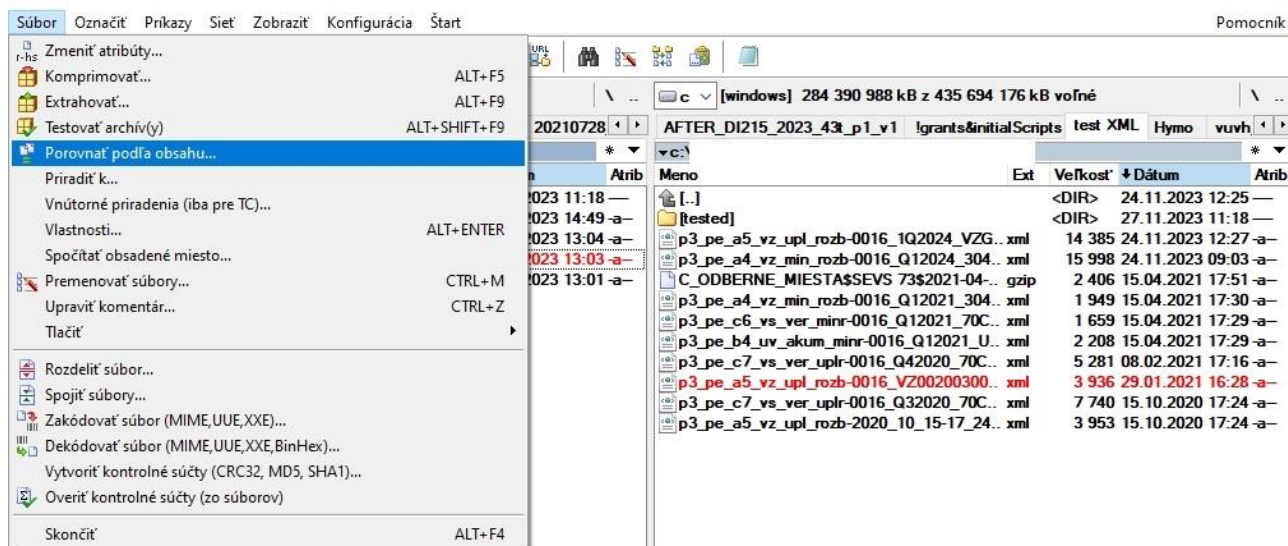 Súbor Označiť Príkazy Sieť Zobraziť Konfigurácia Štart Pomocník
Zmeniť atribúty...
Komprimovať... ALT+F5
Extrahovať... ALT+F9
Testovať archív(y) ALT+SHIFT+F9
Porovnať podľa obsahu...
Priradiť k...
Vnútorné priradenia (iba pre TC)...
Vlastnosti... ALT+ENTER
Spočítať obsadené miesto...
Premenovať súbory... CTRL+M
Upraviť komentár... CTRL+Z
Tlačiť
Rozdeliť súbor...
Spojiť súbory...
Zakódovať súbor (MIME,UUE,XXE)...
Dekódovať súbor (MIME,UUE,XXE,BinHex)...
Vytvoriť kontrolné súčty (CRC32, MD5, SHA1)...
Overiť kontrolné súčty (zo súborov)
Skončiť ALT+F4
URL
\ ..
20210728
* ▼
Atrib
2023 11:18 —
2023 14:49 -a--
2023 13:04 -a--
2023 13:03 -a--
2023 13:01 -a--
c [windows] 284 390 988 kB z 435 694 176 kB voľné \ ..
AFTER_DI215_2023_43t_p1_v1 !grants&initialScripts test XML Hymo vuvh
▼c:\ * ▼
Meno Ext Veľkosť Dátum Atrib
[..] <DIR> 24.11.2023 12:25 —
[tested] <DIR> 27.11.2023 11:18 —
p3_pe_a5_vz_upl_rozb-0016_1Q2024_VZG.. xml 14 385 24.11.2023 12:27 -a--
p3_pe_a4_vz_min_rozb-0016_Q12024_304.. xml 15 998 24.11.2023 09:03 -a--
C_ODBERNE_MIESTA$SEVS 73$2021-04-.. gzip 2 406 15.04.2021 17:51 -a--
p3_pe_a4_vz_min_rozb-0016_Q12021_304.. xml 1 949 15.04.2021 17:30 -a--
p3_pe_c6_vs_ver_minr-0016_Q12021_70C.. xml 1 659 15.04.2021 17:29 -a--
p3_pe_b4_uv_akum_minr-0016_Q12021_U.. xml 2 208 15.04.2021 17:29 -a--
p3_pe_c7_vs_ver_uplr-0016_Q42020_70C.. xml 5 281 08.02.2021 17:16 -a--
p3_pe_a5_vz_upl_rozb-0016_VZ00200300.. xml 3 936 29.01.2021 16:28 -a--
p3_pe_c7_vs_ver_uplr-0016_Q32020_70C.. xml 7 740 15.10.2020 17:24 -a--
p3_pe_a5_vz_upl_rozb-2020_10_15-17_24.. xml 3 953 15.10.2020 17:24 -a--